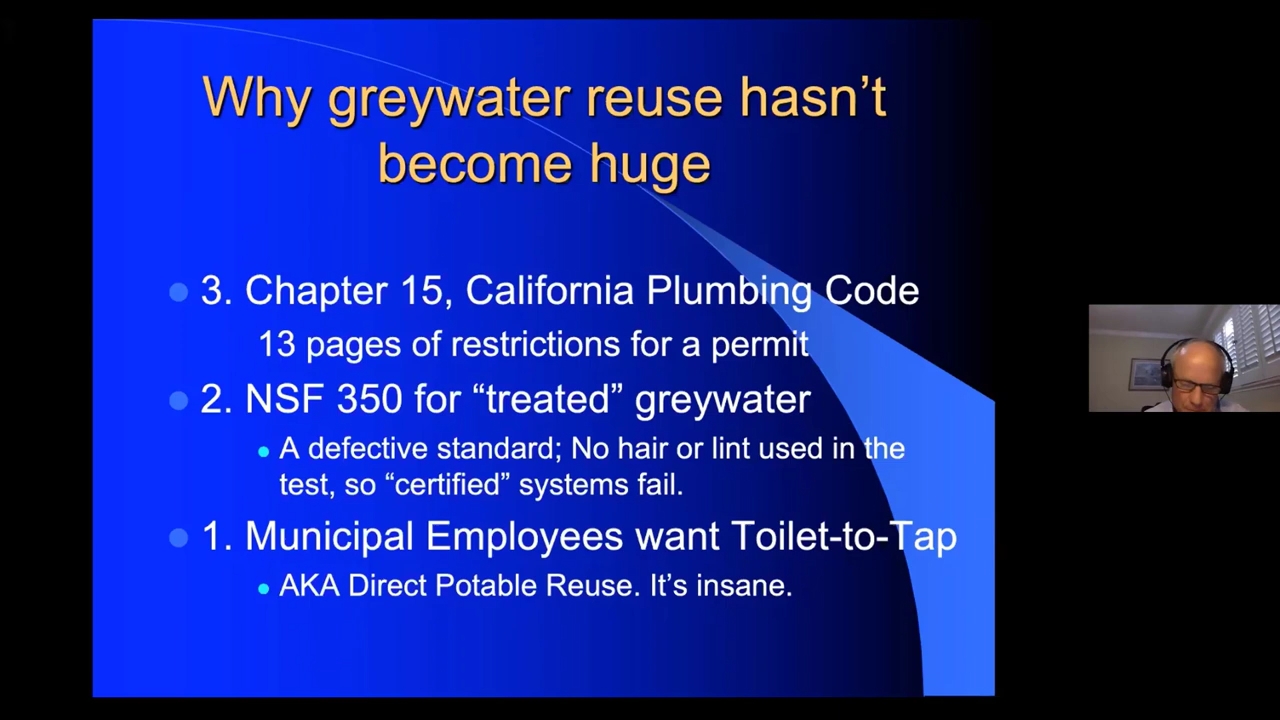 Why greywater reuse hasn’t
become huge
3. Chapter 15, California Plumbing Code
13 pages of restrictions for a permit
2. NSF 350 for “treated” greywater
A defective standard; No hair or lint used in the
test, so “certified” systems fail.
1. Municipal Employees want Toilet-to-Tap
AKA Direct Potable Reuse. It’s insane.